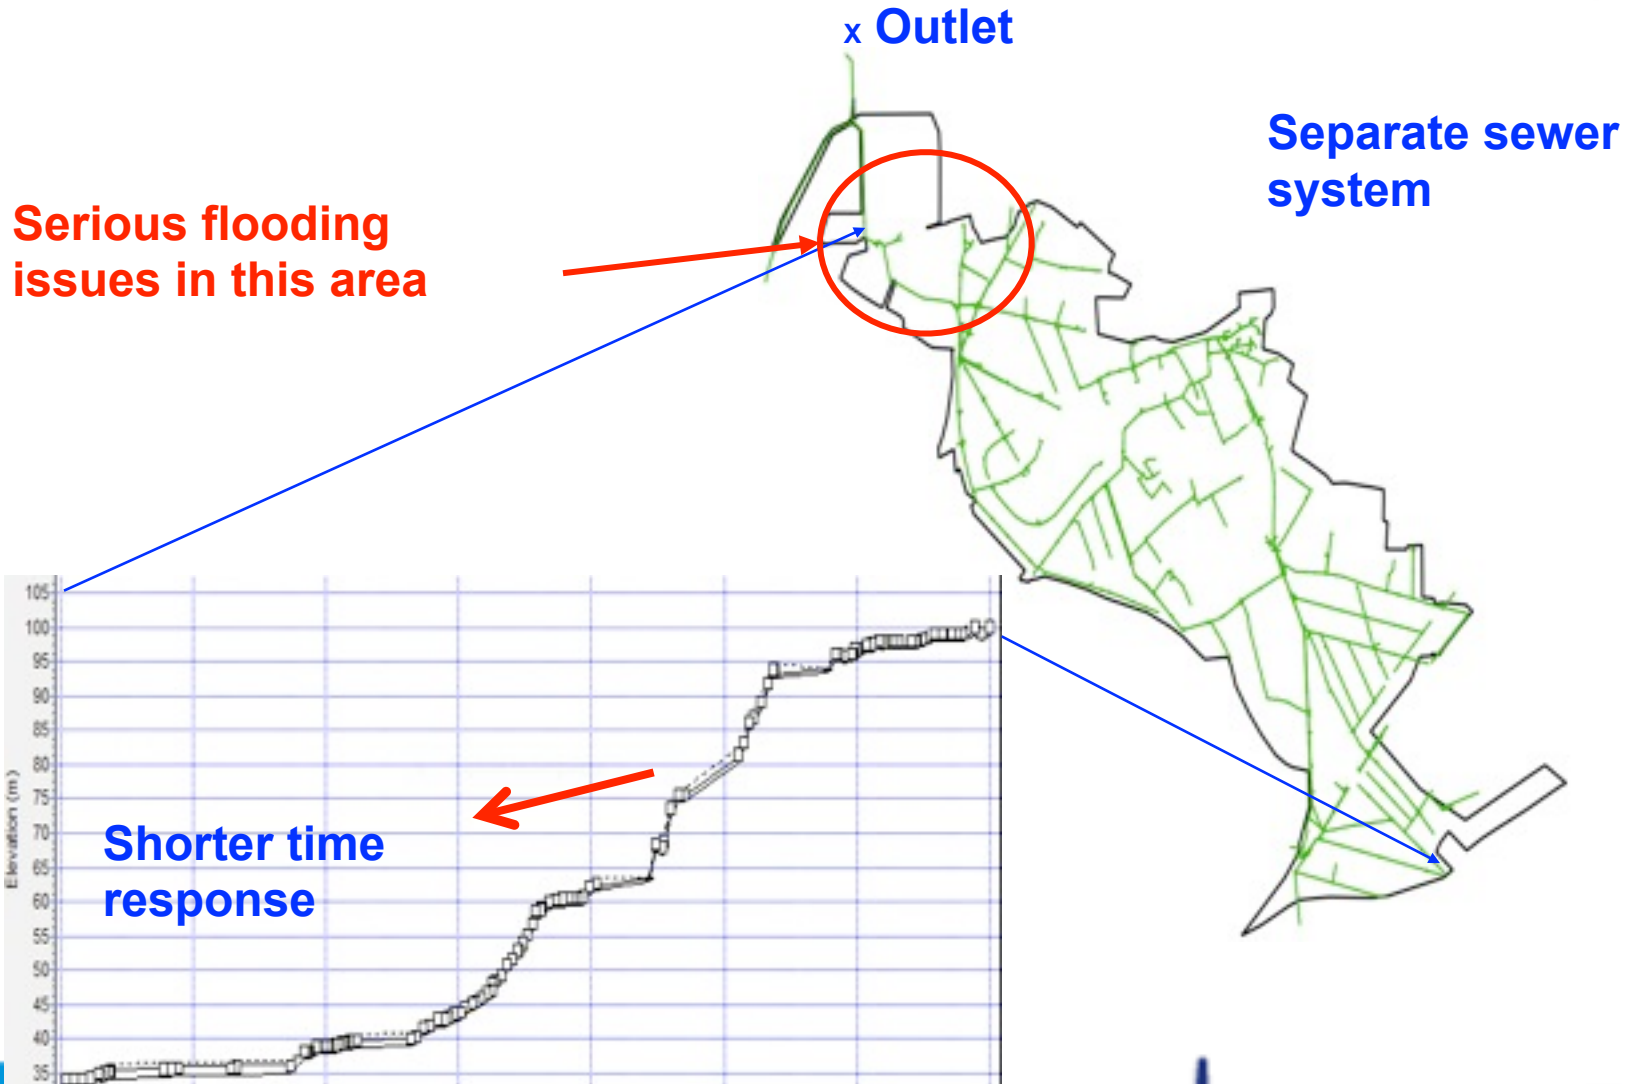 x Outlet
Separate sewer
system
Serious flooding
issues in this area
105
100
95
90
85
80
75
70
65
60
55
50
45
40
35
Elevation (m)
Shorter time
response